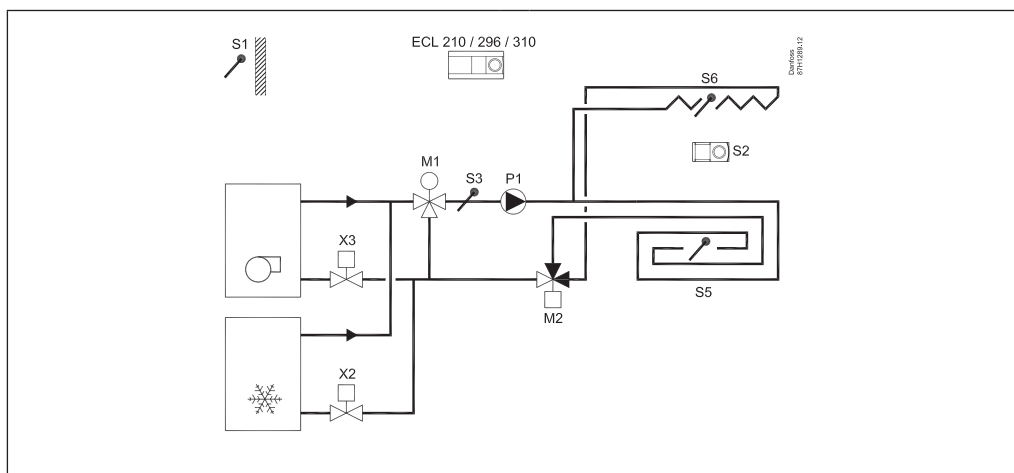 S1
ECL 210 / 296 / 310
Danfoss
87H1289.12
S6
S2
M1
S3
P1
X3
S5
M2
X2